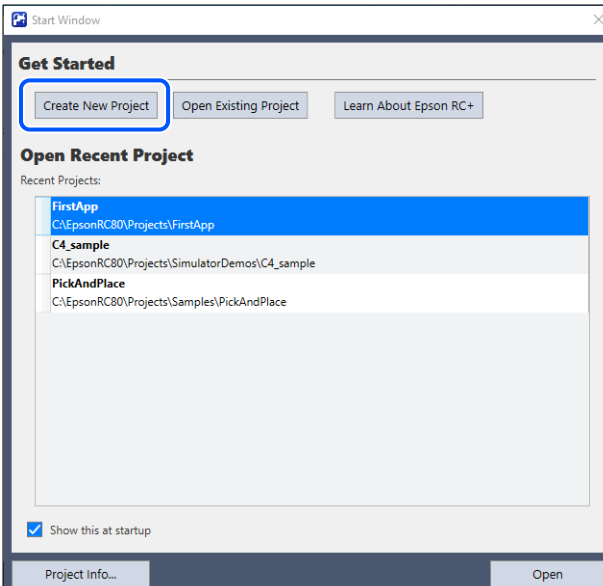 Start Window
Get Started
Create New Project Open Existing Project Learn About Epson RC+
Open Recent Project
Recent Projects:
FirstApp
C:\EpsonRC80\Projects\FirstApp
C4_sample
C:\EpsonRC80\Projects\SimulatorDemos\C4_sample
PickAndPlace
C:\EpsonRC80\Projects\Samples\PickAndPlace
Show this at startup
Project Info... Open